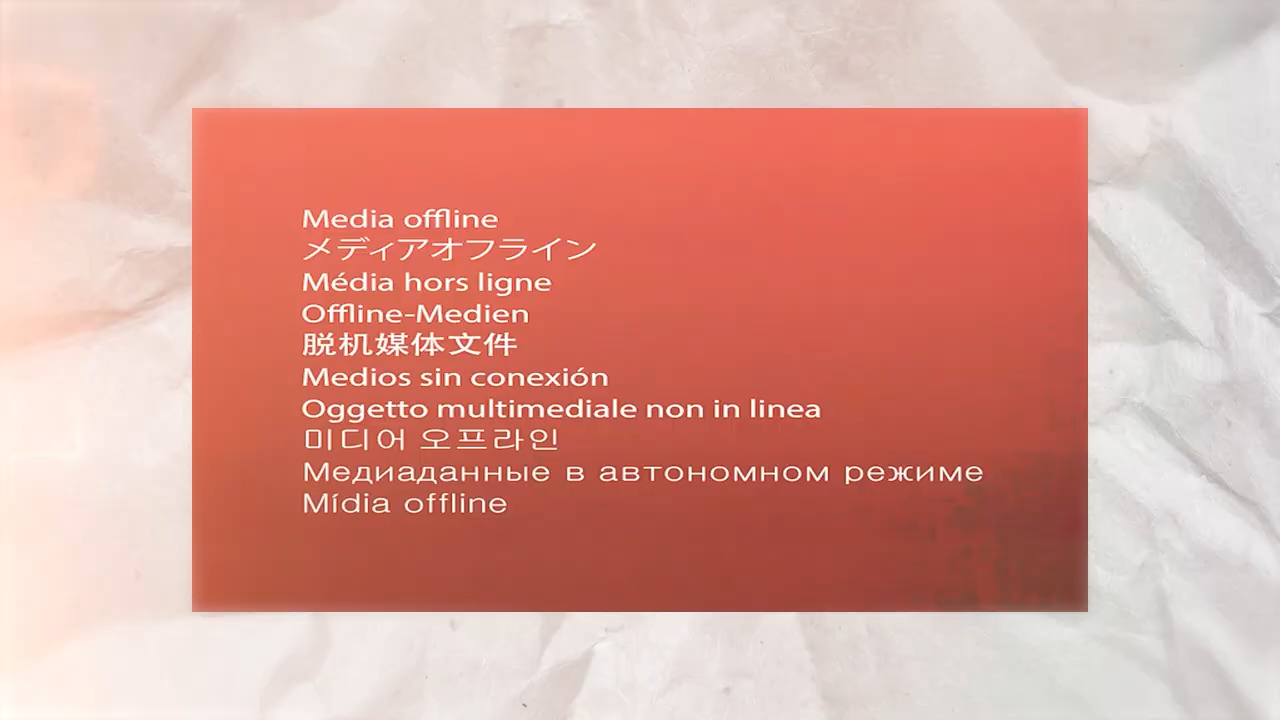 Media offline
メディアオフライン
Média hors ligne
Offline-Medien
脱机媒体文件
Medios sin conexión
Oggetto multimediale non in linea
미디어 오프라인
Медиаданные в автономном режиме
Mídia offline